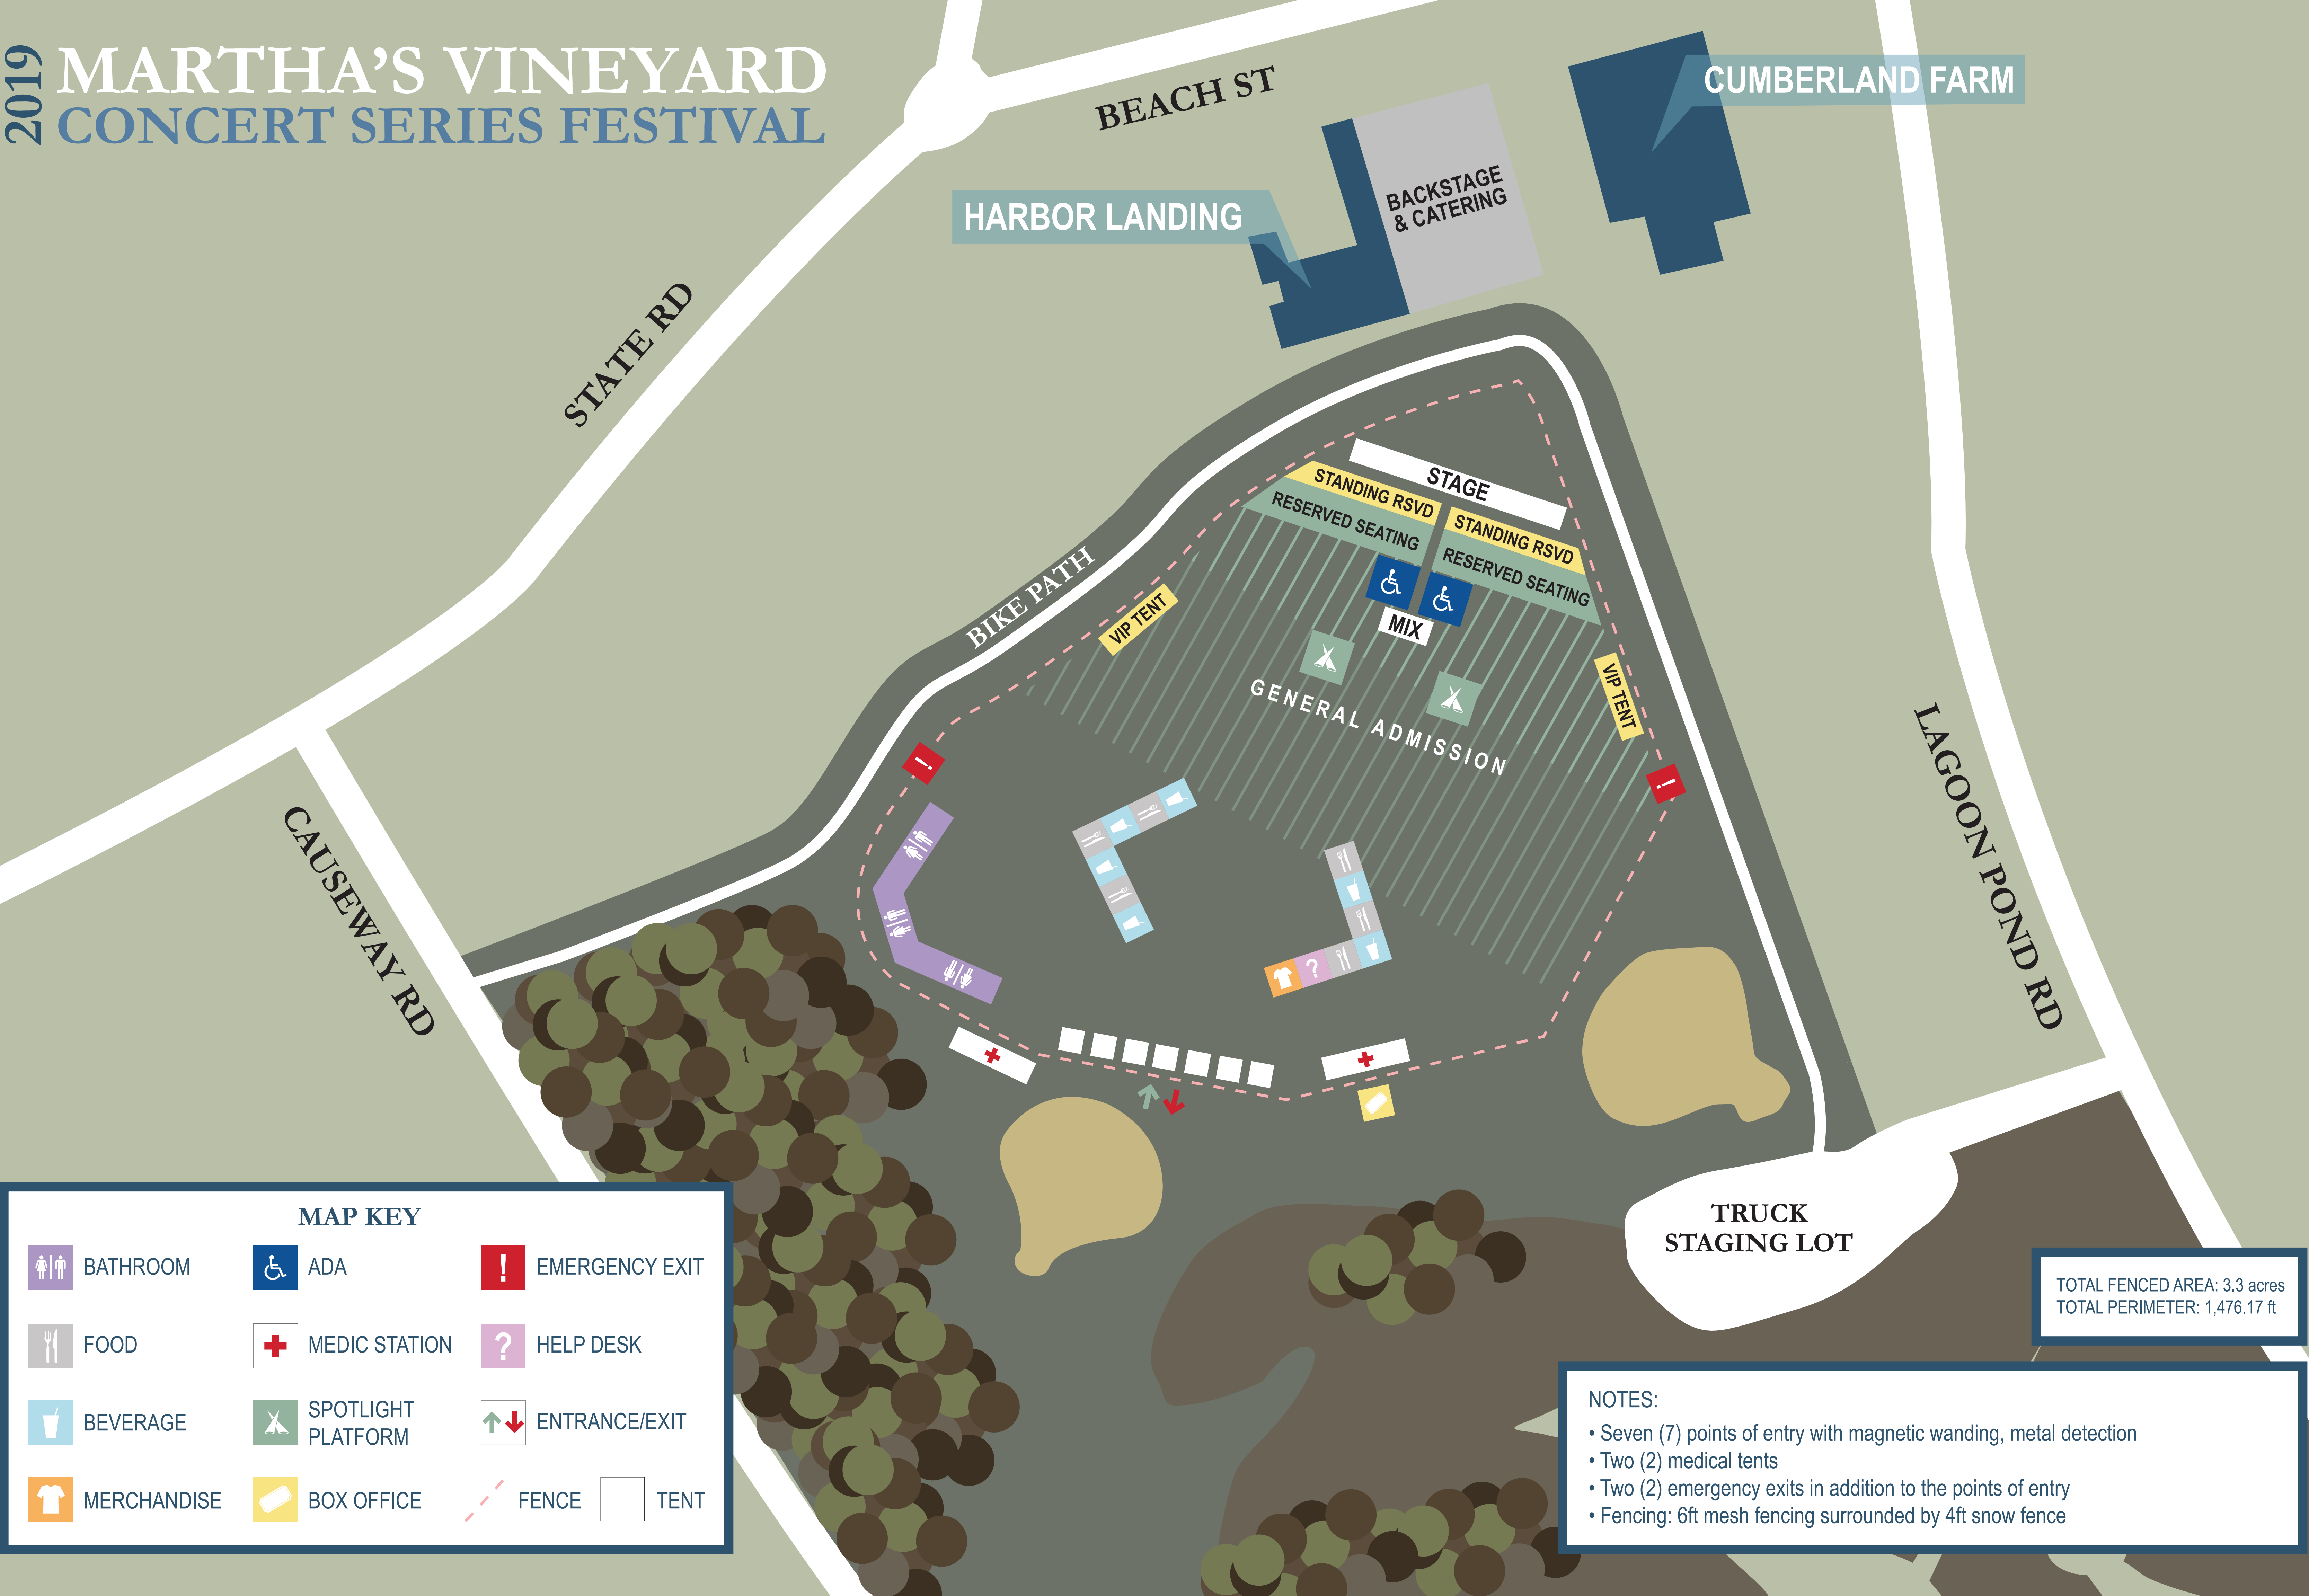 2019
MARTHA'S VINEYARD
CONCERT SERIES FESTIVAL
BEACH ST
CUMBERLAND FARM
HARBOR LANDING
BACKSTAGE
& CATERING
STATE RD
BIKE PATH
STAGE
STANDING RSVD
STANDING RSVD
RESERVED SEATING
RESERVED SEATING
MIX
VIP TENT
VIP TENT
GENERAL ADMISSION
CAUSEWAY RD
LAGOON POND RD
TRUCK
STAGING LOT
MAP KEY
BATHROOM
ADA
EMERGENCY EXIT
FOOD
MEDIC STATION
HELP DESK
BEVERAGE
SPOTLIGHT
PLATFORM
ENTRANCE/EXIT
MERCHANDISE
BOX OFFICE
FENCE
TENT
TOTAL FENCED AREA: 3.3 acres
TOTAL PERIMETER: 1,476.17 ft
NOTES:
• Seven (7) points of entry with magnetic wanding, metal detection
• Two (2) medical tents
• Two (2) emergency exits in addition to the points of entry
• Fencing: 6ft mesh fencing surrounded by 4ft snow fence